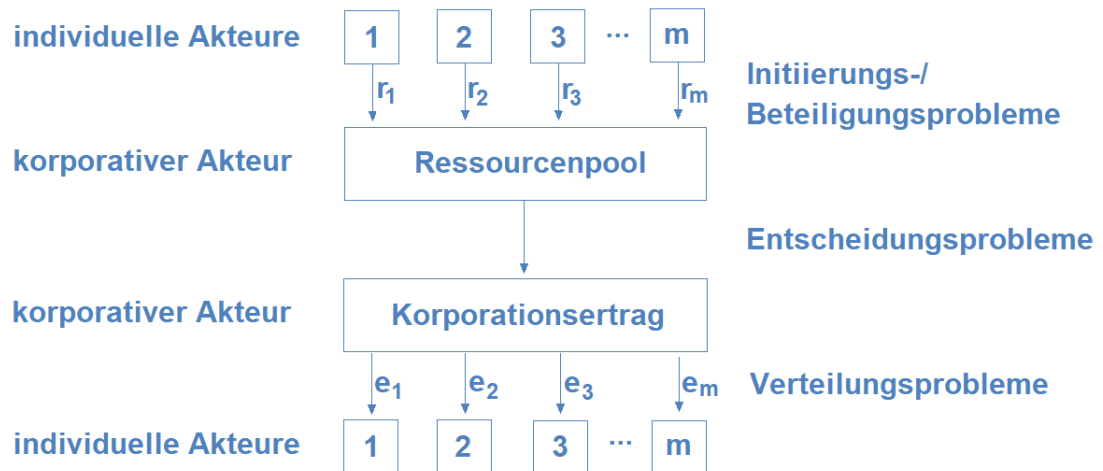 individuelle Akteure 1 2 3 ... m
r1 r2 r3 rm Initiierungs-/
Beteiligungsprobleme
korporativer Akteur Ressourcenpool
Entscheidungsprobleme
korporativer Akteur Korporationsertrag
e1 e2 e3 em Verteilungsprobleme
individuelle Akteure 1 2 3 ... m